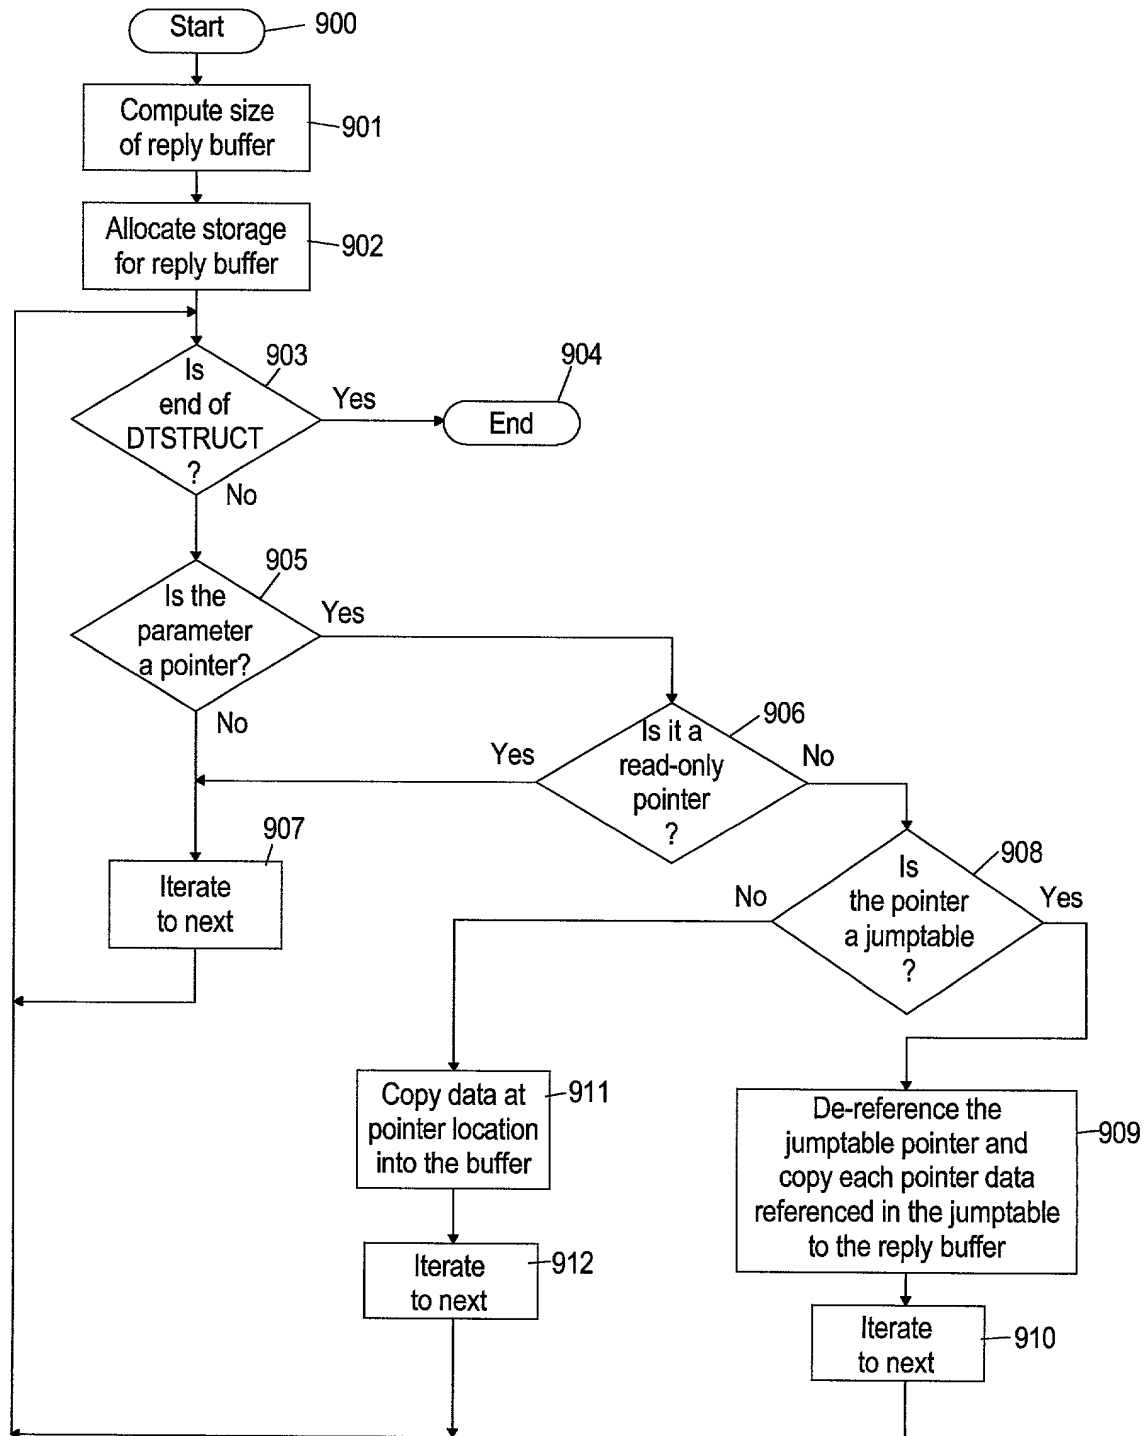 Start
900
Compute size
of reply buffer
901
Allocate storage
for reply buffer
902
903
Is
end of
DTSTRUCT
?
Yes
904
End
No
905
Is the
parameter
a pointer?
Yes
No
906
Is it a
read-only
pointer
?
Yes
No
907
Iterate
to next
908
Is
the pointer
a jumptable
?
No
Yes
Copy data at
pointer location
into the buffer
911
De-reference the
jumptable pointer and
copy each pointer data
referenced in the jumptable
to the reply buffer
909
Iterate
to next
912
Iterate
to next
910